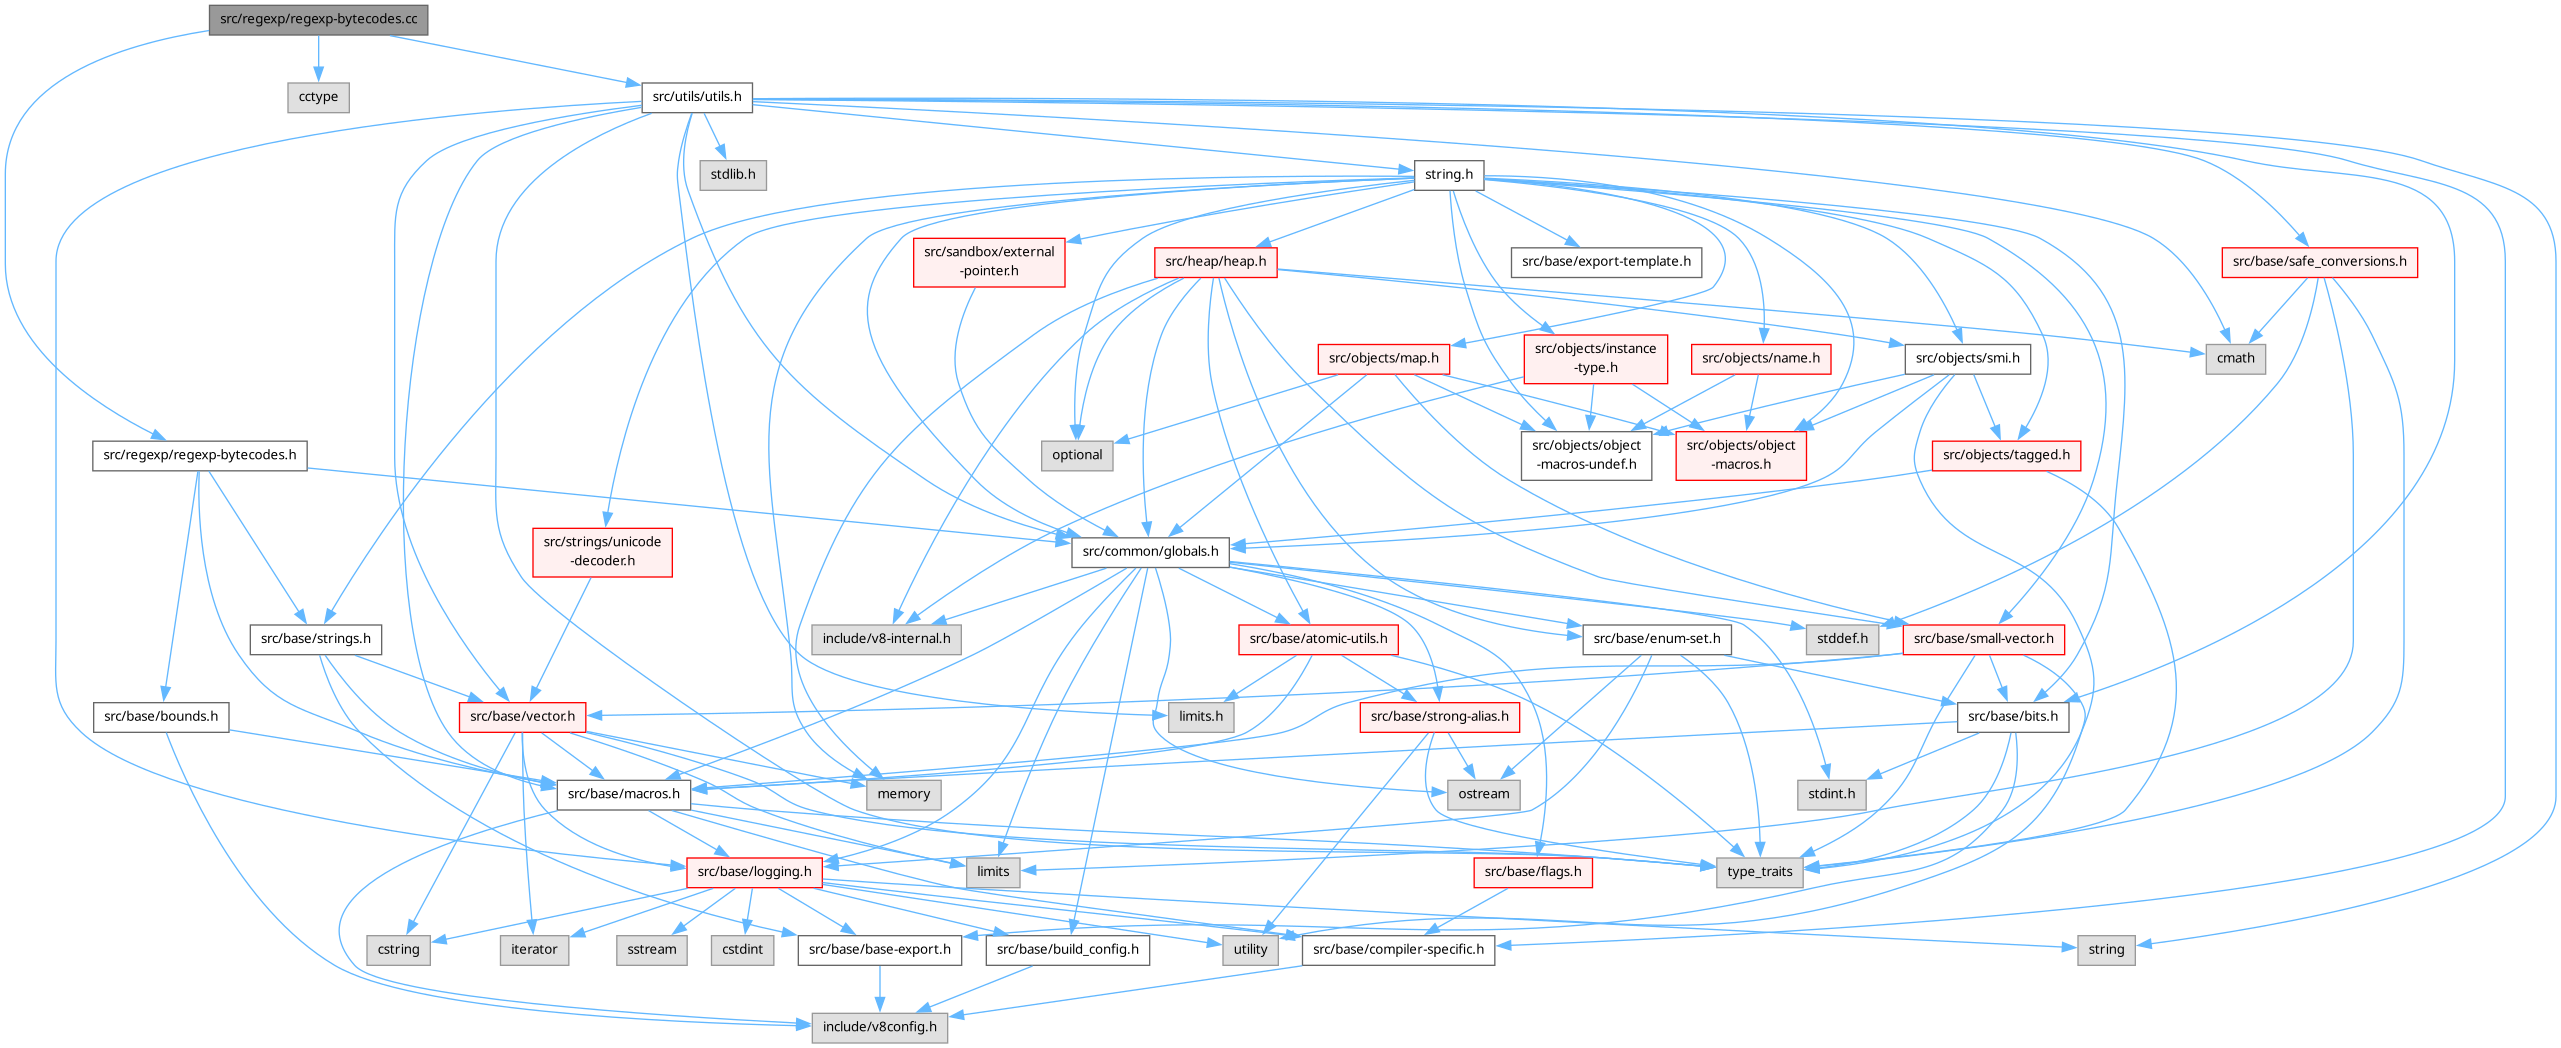 src/regexp/regexp-bytecodes.cc
cctype
src/utils/utils.h
stdlib.h
string.h
src/sandbox/external
-pointer.h
src/heap/heap.h
src/base/export-template.h
src/base/safe_conversions.h
src/objects/map.h
src/objects/instance
-type.h
src/objects/name.h
src/objects/smi.h
cmath
src/regexp/regexp-bytecodes.h
optional
src/objects/object
-macros-undef.h
src/objects/object
-macros.h
src/objects/tagged.h
src/strings/unicode
-decoder.h
src/common/globals.h
src/base/strings.h
include/v8-internal.h
src/base/atomic-utils.h
src/base/enum-set.h
stddef.h
src/base/small-vector.h
src/base/bounds.h
src/base/vector.h
limits.h
src/base/strong-alias.h
src/base/bits.h
src/base/macros.h
memory
ostream
stdint.h
src/base/logging.h
limits
src/base/flags.h
type_traits
cstring
iterator
sstream
cstdint
src/base/base-export.h
src/base/build_config.h
utility
src/base/compiler-specific.h
string
include/v8config.h